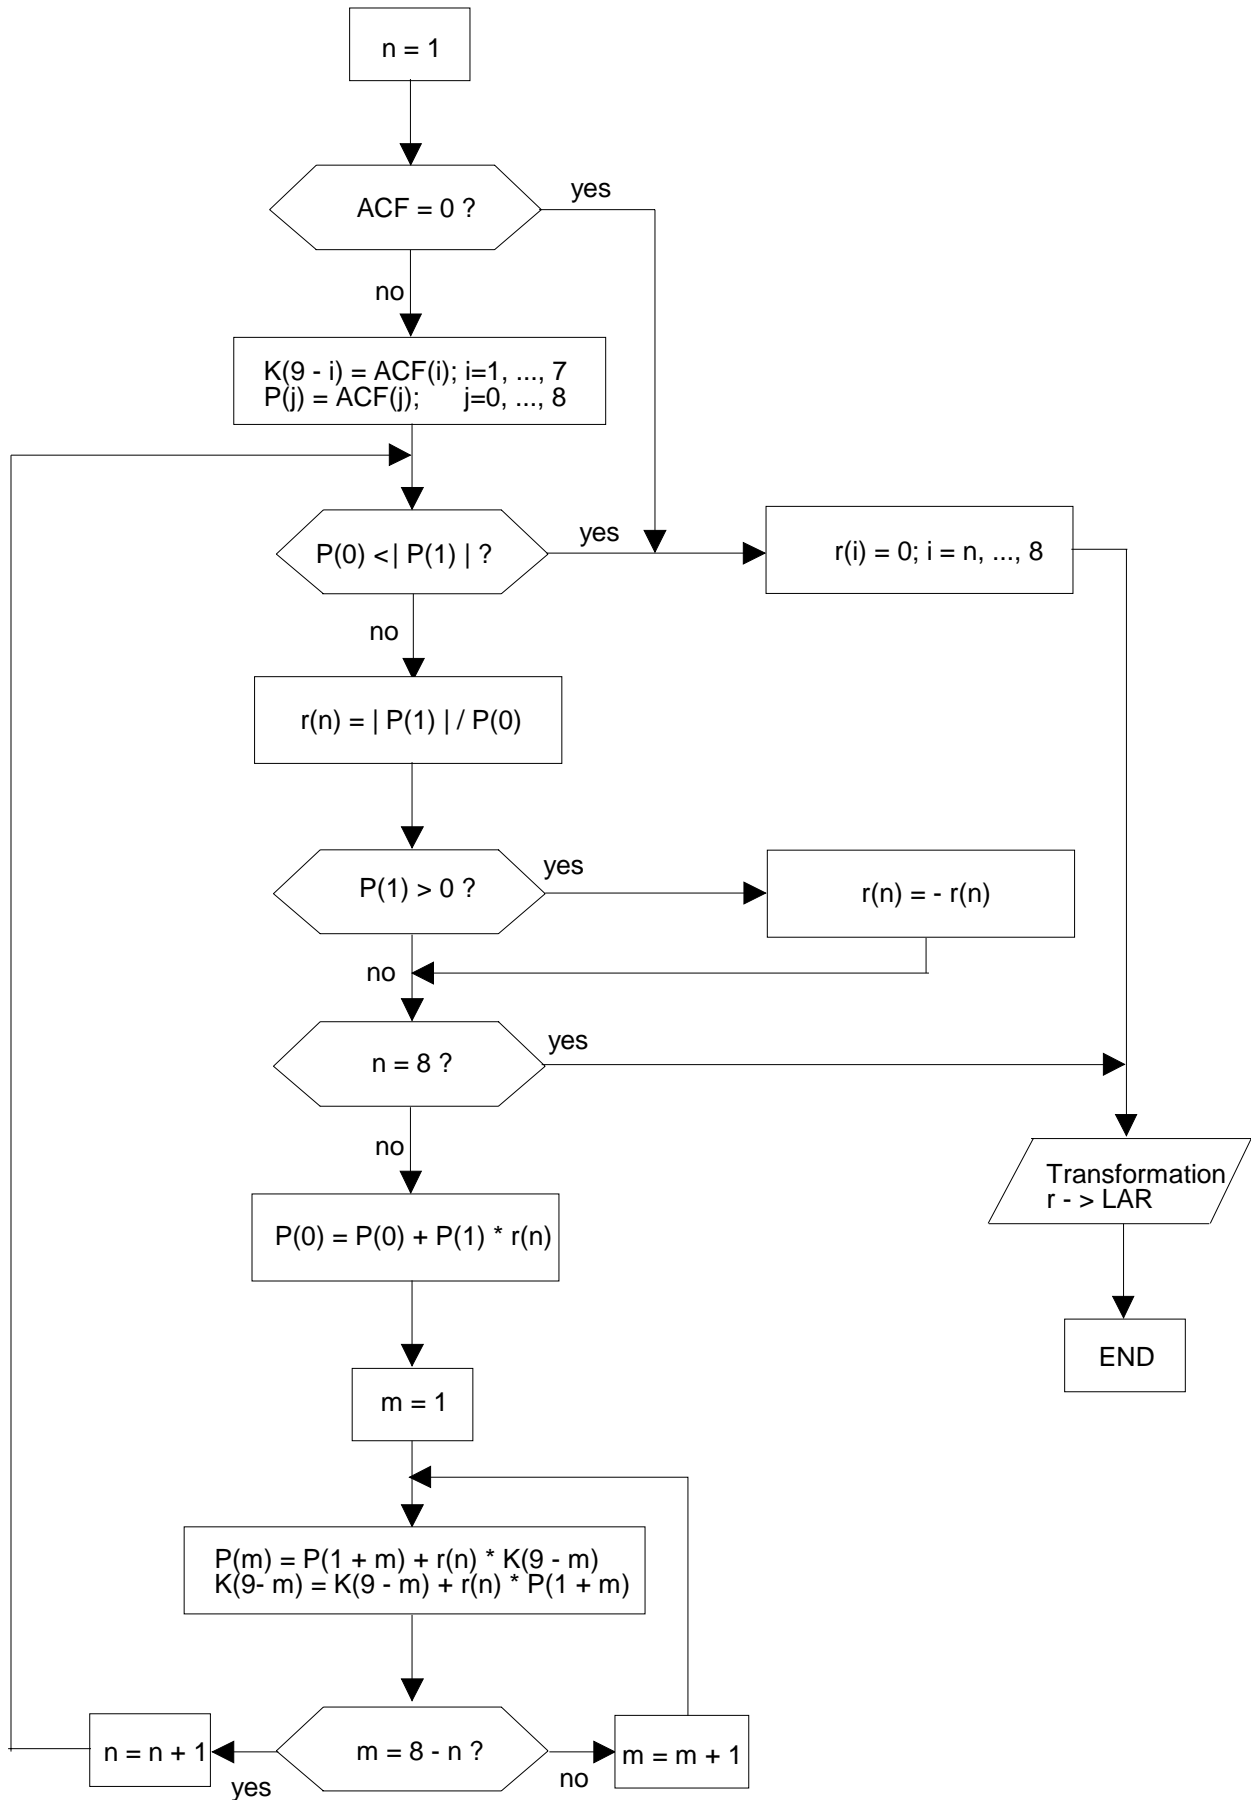 n = 1
ACF = 0 ?
yes
no
K(9 - i) = ACF(i); i=1, ..., 7
P(j) = ACF(j); j=0, ..., 8
P(0) < | P(1) | ?
yes
r(i) = 0; i = n, ..., 8
no
r(n) = | P(1) | / P(0)
P(1) > 0 ?
yes
r(n) = - r(n)
no
n = 8 ?
yes
no
Transformation
r - > LAR
P(0) = P(0) + P(1) * r(n)
END
m = 1
P(m) = P(1 + m) + r(n) * K(9 - m)
K(9- m) = K(9 - m) + r(n) * P(1 + m)
n = n + 1
yes
m = 8 - n ?
no
m = m + 1